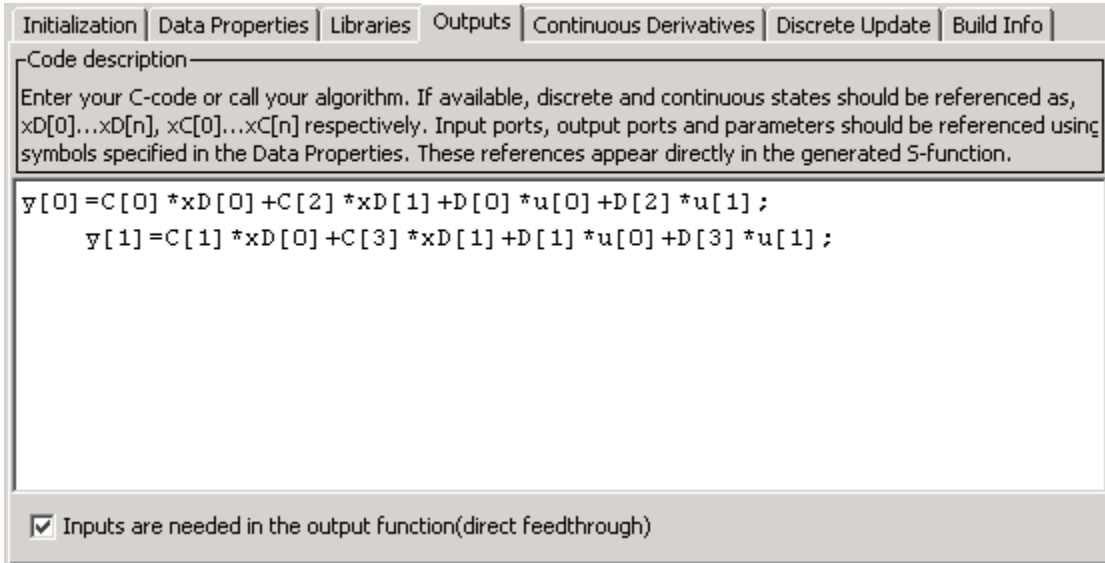 Initialization Data Properties Libraries Outputs Continuous Derivatives Discrete Update Build Info
Code description
Enter your C-code or call your algorithm. If available, discrete and continuous states should be referenced as,
xD[0]...xD[n], xC[0]...xC[n] respectively. Input ports, output ports and parameters should be referenced using
symbols specified in the Data Properties. These references appear directly in the generated S-function.
y[0]=C[0]*xD[0]+C[2]*xD[1]+D[0]*u[0]+D[2]*u[1];
y[1]=C[1]*xD[0]+C[3]*xD[1]+D[1]*u[0]+D[3]*u[1];
Inputs are needed in the output function(direct feedthrough)